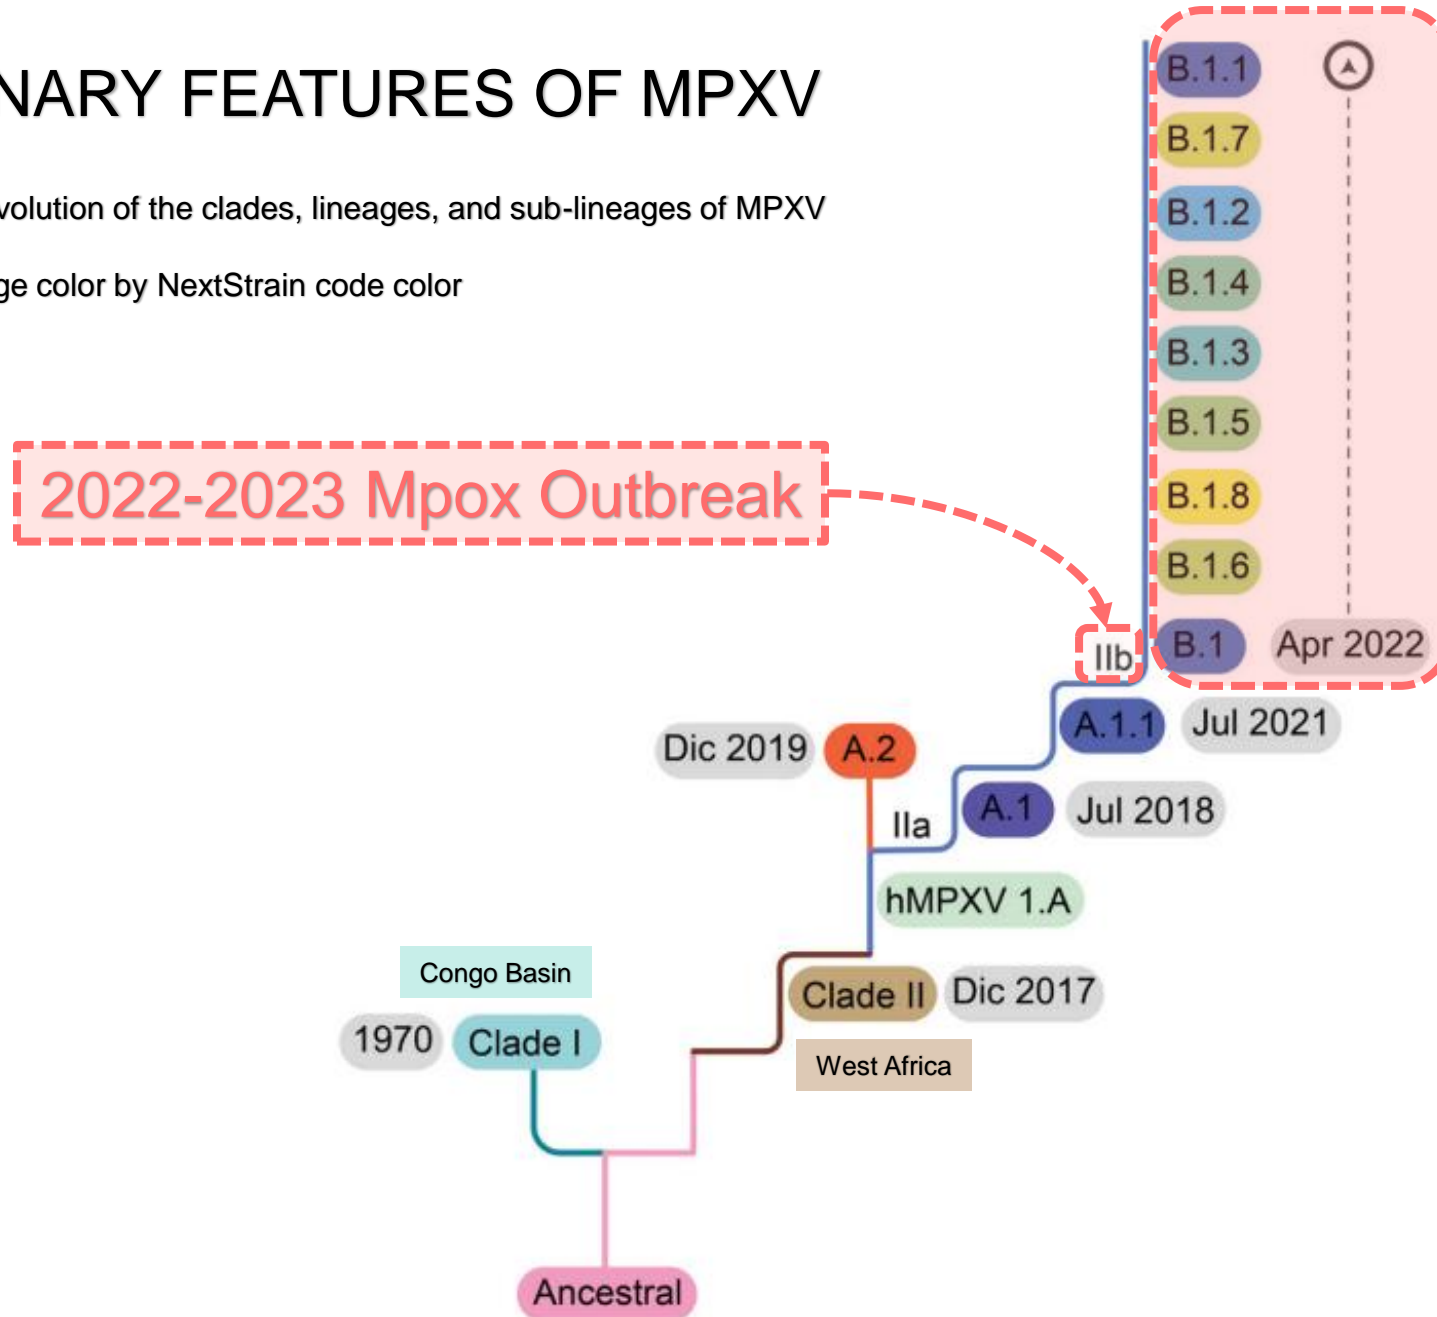 NARY FEATURES OF MPXV
volution of the clades, lineages, and sub-lineages of MPXV
ge color by NextStrain code color
2022-2023 Mpox Outbreak
B.1.1
B.1.7
B.1.2
B.1.4
B.1.3
B.1.5
B.1.8
B.1.6
IIb B.1 Apr 2022
A.1.1 Jul 2021
Dic 2019 A.2
IIa A.1 Jul 2018
hMPXV 1.A
Congo Basin
Clade II Dic 2017
1970 Clade I
West Africa
Ancestral